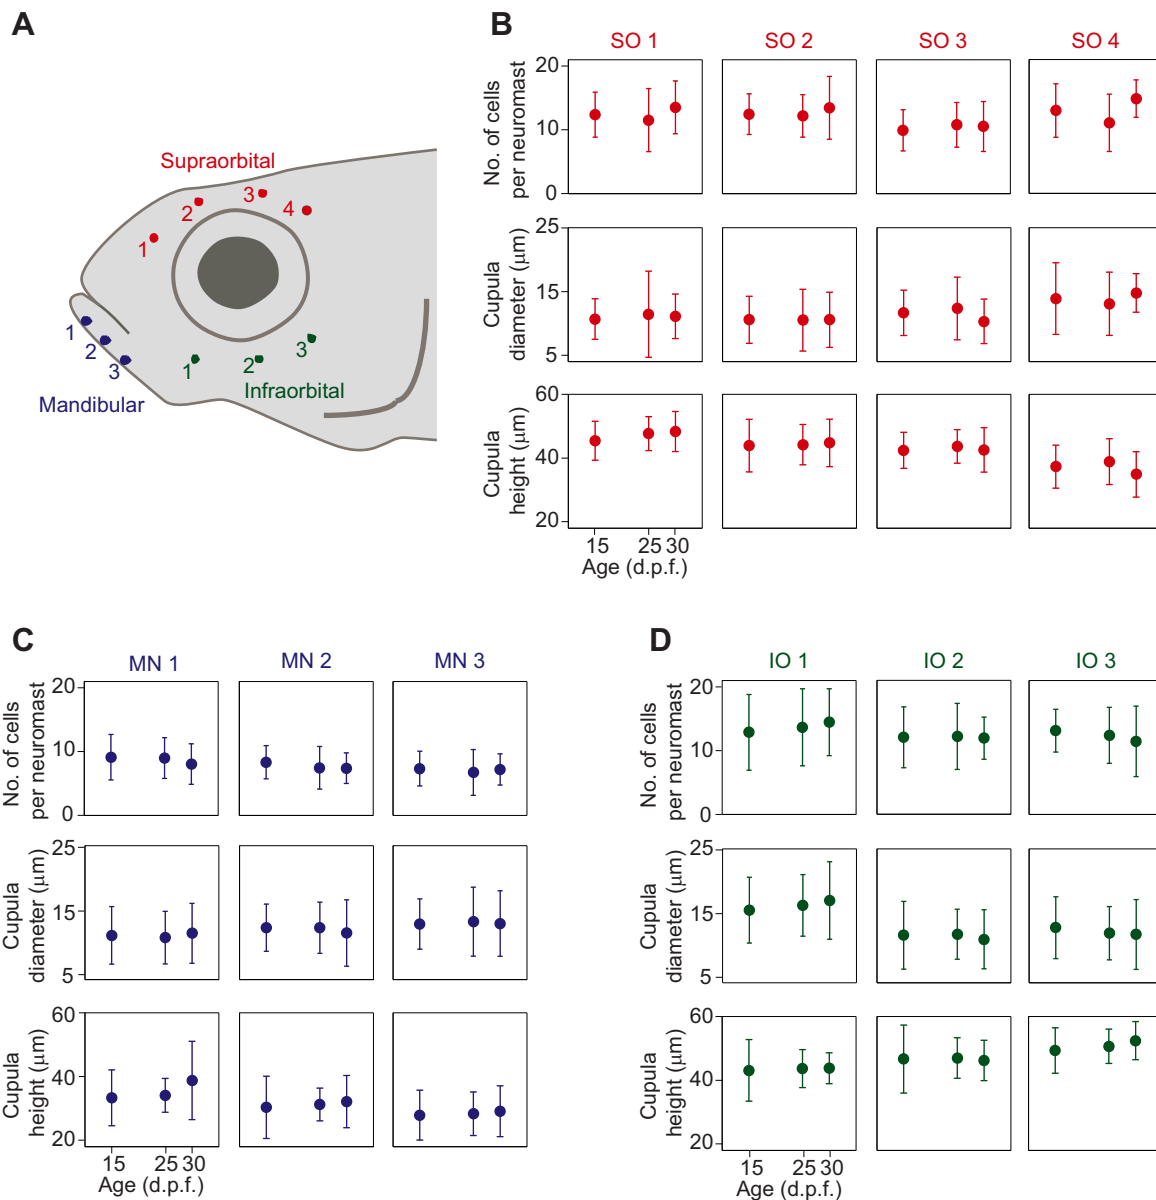 A
Supraorbital
1
2
3
4
1
2
3
Mandibular
1
2
3
Infraorbital
B
SO 1
SO 2
SO 3
SO 4
No. of cells
per neuromast
20
10
0
Cupula
diameter (μm)
25
15
5
Cupula
height (μm)
60
40
20
15
25
30
Age (d.p.f.)
C
MN 1
MN 2
MN 3
No. of cells
per neuromast
20
10
0
Cupula
diameter (μm)
25
15
5
Cupula
height (μm)
60
40
20
15
25
30
Age (d.p.f.)
D
IO 1
IO 2
IO 3
No. of cells
per neuromast
20
10
0
Cupula
diameter (μm)
25
15
5
Cupula
height (μm)
60
40
20
15
25
30
Age (d.p.f.)